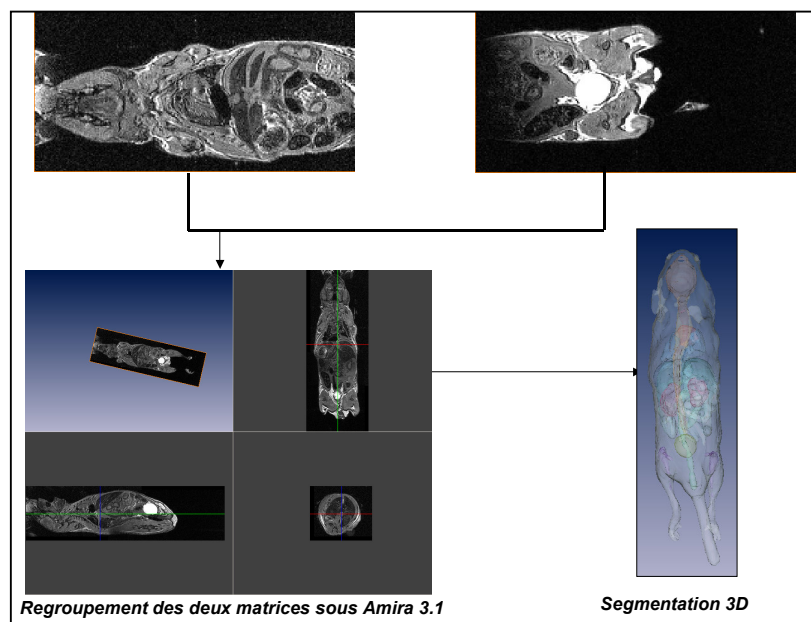 Regroupement des deux matrices sous Amira 3.1
Segmentation 3D